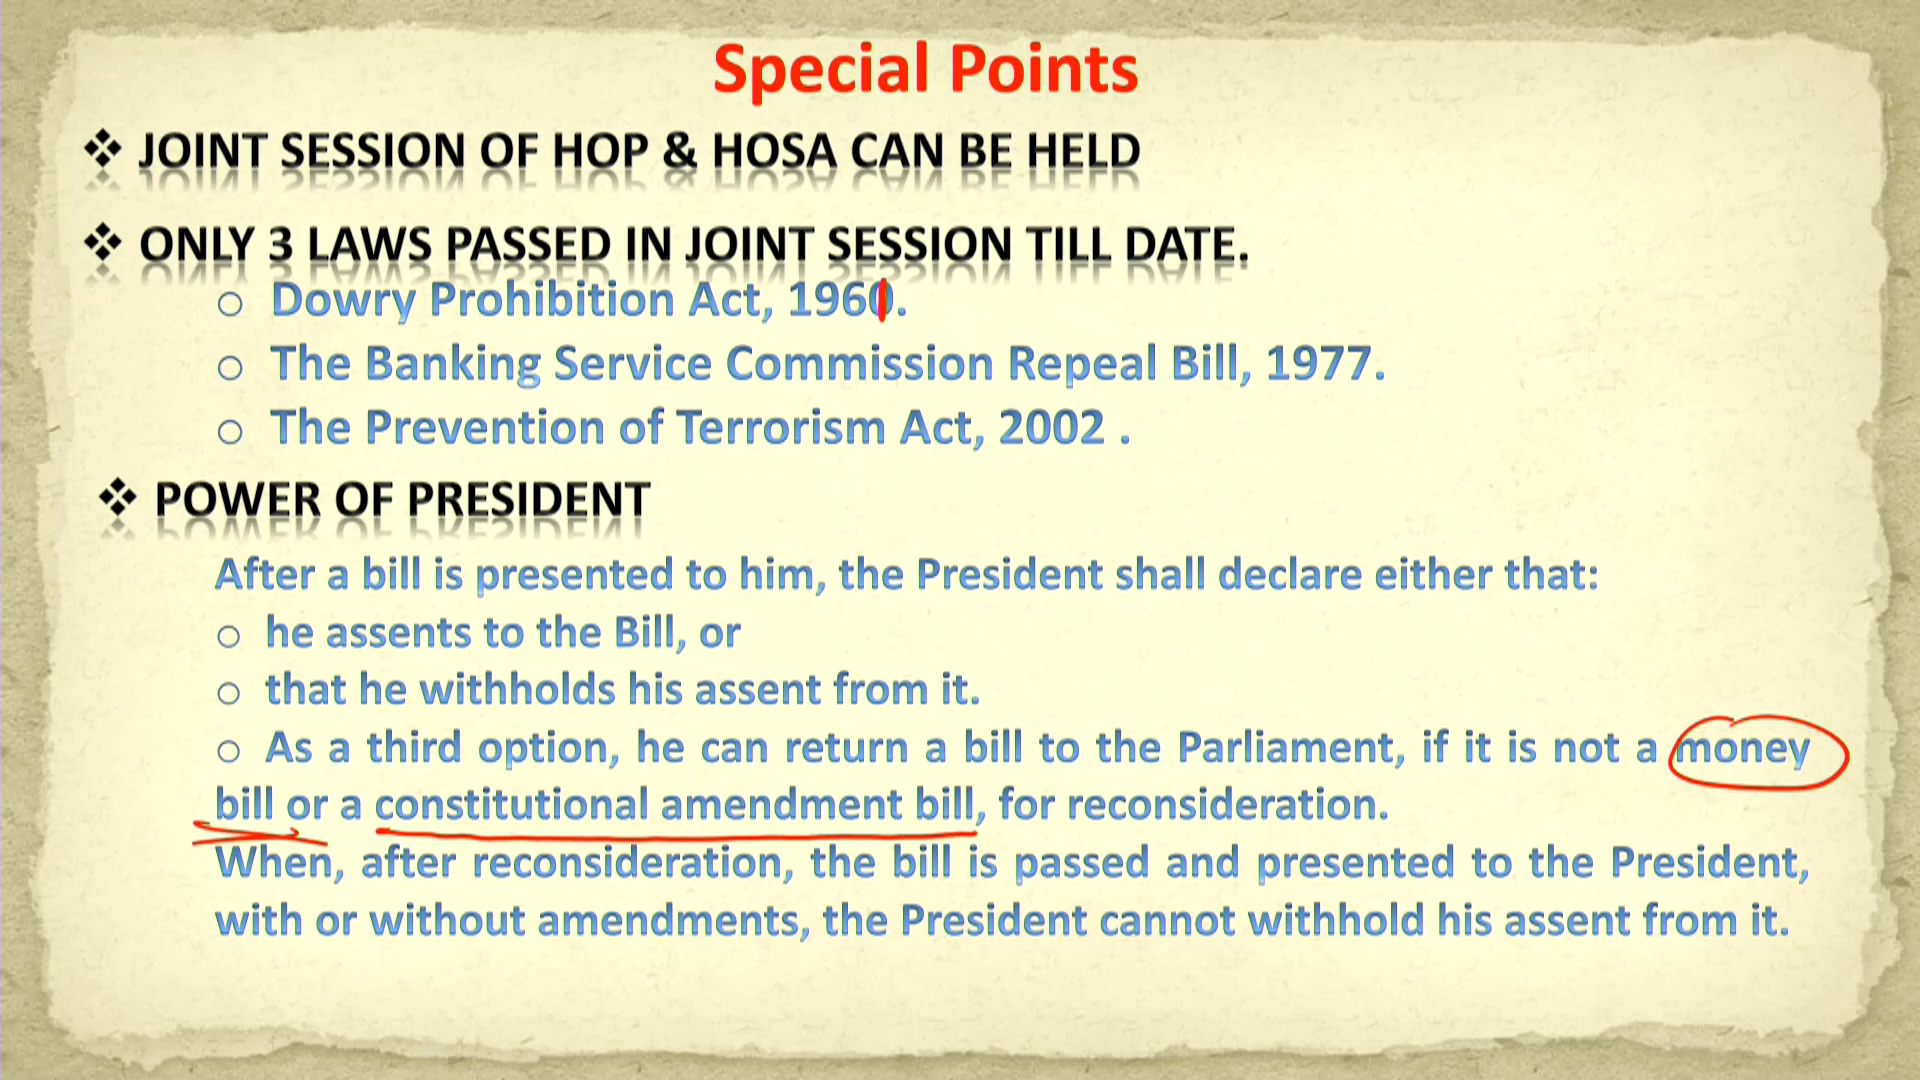 Special Points
❖ JOINT SESSION OF HOP & HOSA CAN BE HELD
❖ ONLY 3 LAWS PASSED IN JOINT SESSION TILL DATE.
o Dowry Prohibition Act, 1961.
o The Banking Service Commission Repeal Bill, 1977.
o The Prevention of Terrorism Act, 2002 .
❖ POWER OF PRESIDENT
After a bill is presented to him, the President shall declare either that:
o he assents to the Bill, or
o that he withholds his assent from it.
o As a third option, he can return a bill to the Parliament, if it is not a money
bill or a constitutional amendment bill, for reconsideration.
When, after reconsideration, the bill is passed and presented to the President,
with or without amendments, the President cannot withhold his assent from it.